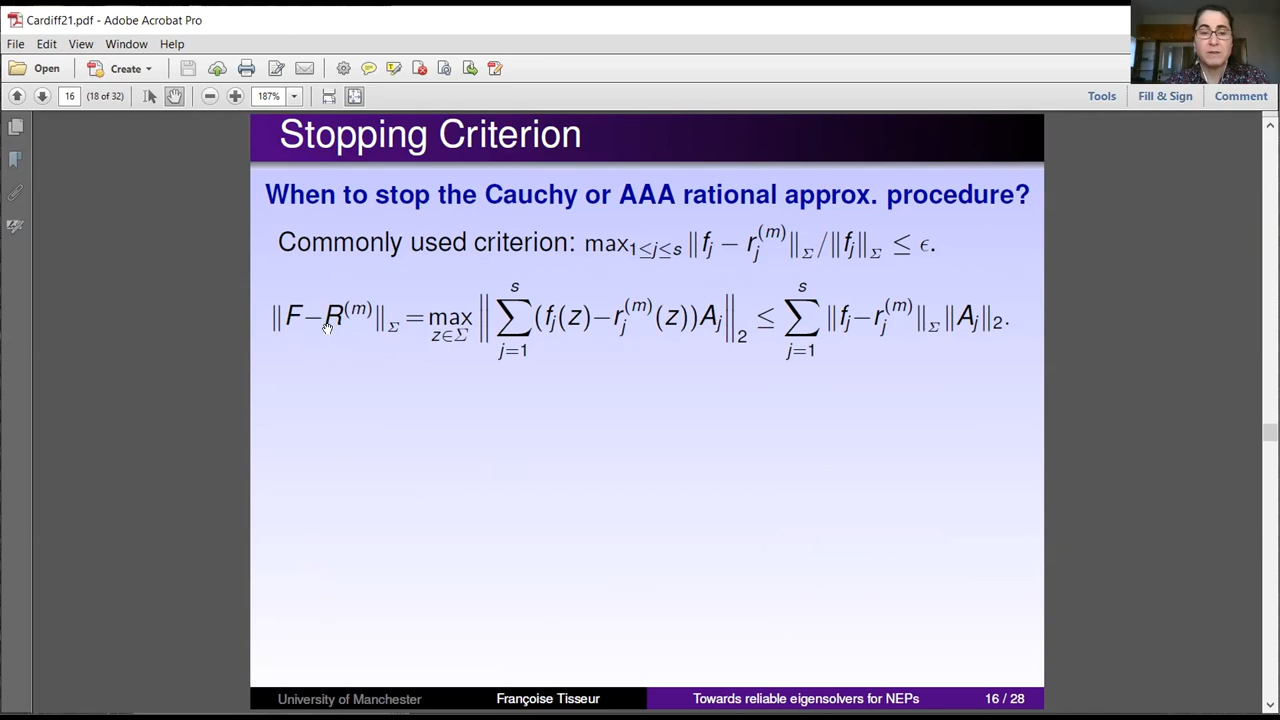 Cardiff21.pdf - Adobe Acrobat Pro
File Edit View Window Help
Open Create
16 (18 of 32) 187% Tools Fill & Sign Comment
Stopping Criterion
When to stop the Cauchy or AAA rational approx. procedure?
Commonly used criterion: max_{1≤j≤s} ‖f_j − r_j^{(m)}‖_Σ/‖f_j‖_Σ ≤ ϵ.
‖F−R^{(m)}‖_Σ = max_{z∈Σ} ‖∑_{j=1}^{s} (f_j(z)−r_j^{(m)}(z))A_j‖_2 ≤ ∑_{j=1}^{s} ‖f_j−r_j^{(m)}‖_Σ‖A_j‖_2.
University of Manchester Françoise Tisseur Towards reliable eigensolvers for NEPs 16 / 28